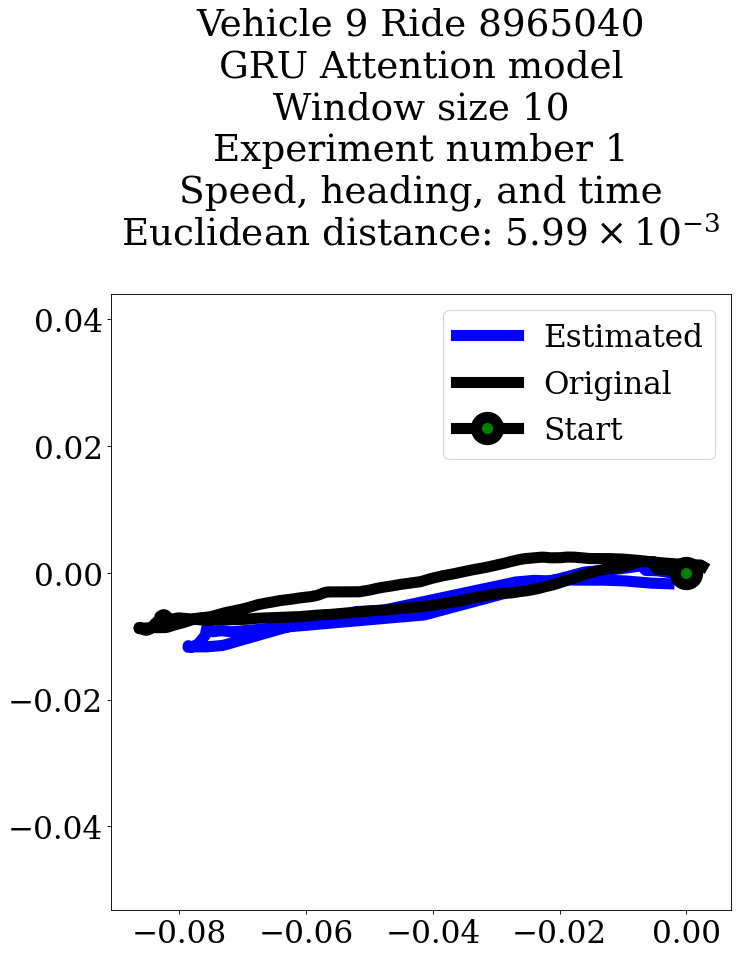 Vehicle 9 Ride 8965040
GRU Attention model
Window size 10
Experiment number 1
Speed, heading, and time
Euclidean distance: 5.99 × 10⁻³
Estimated
Original
Start
0.04
0.02
0.00
−0.02
−0.04
−0.08 −0.06 −0.04 −0.02 0.00